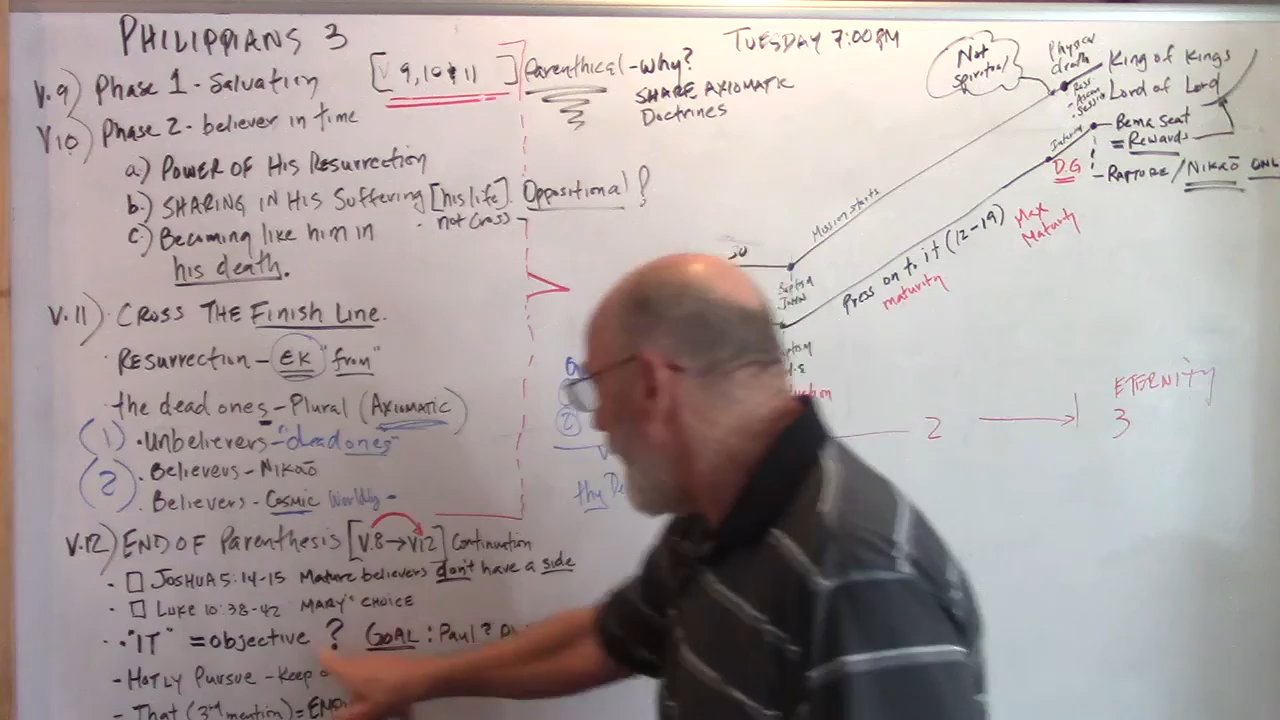 PHILIPPIANS 3
V.9) Phase 1 - Salvation
[V 9, 10 & 11] Parenthical - why?
SHARE AXIOMATIC
Doctrines
V10) Phase 2 - believer in time
a.) POWER OF His Resurrection
b.) SHARING IN His Suffering [his life]. Oppositional?
not cross
c.) Becoming like him in
his death.
V.11) CROSS THE Finish Line.
Resurrection - EK "from"
the dead ones - Plural (AXIOMATIC)
(1) Unbelievers - "dead ones"
(2) Believers - Nikaō
Believers - Cosmic Worldly -
V.12) END OF Parenthesis [V.8 → V12] Continuation
JOSHUA 5:14-15 Mature believers don't have a side
Luke 10:38-42 MARY'S CHOICE
"IT" = objective ? GOAL: Paul?
- Hotly Pursue - Keep
- That (3rd mention) =
TUESDAY 7:00 PM
Not
spiritual
Physical
death
King of Kings
Lord of Lord
Bema seat
= Rewards
- RAPTURE / NIKAō ONL
D.G
Mission starts
Press on to it (12-19)
maturity
Max
Maturity
2
ETERNITY
3
2
thy